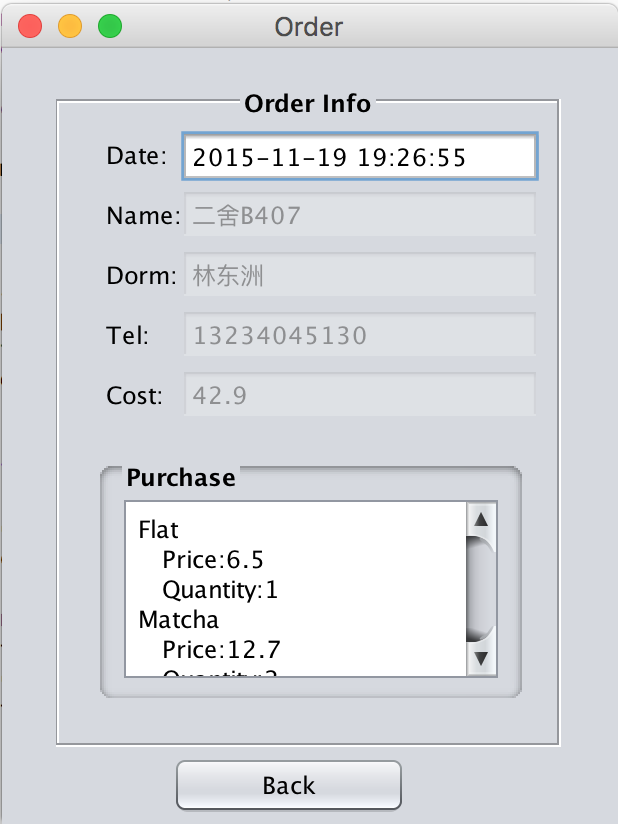 Order
Order Info
Date: 2015-11-19 19:26:55
Name: 二舍B407
Dorm: 林东洲
Tel: 13234045130
Cost: 42.9
Purchase
Flat
Price:6.5
Quantity:1
Matcha
Price:12.7
Back